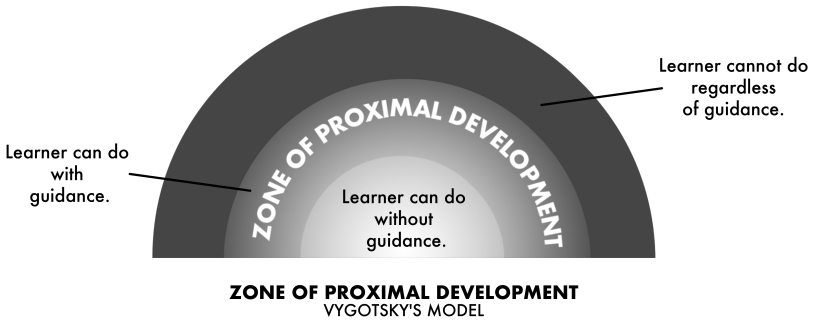 Learner cannot do
regardless
of guidance.
ZONE OF PROXIMAL DEVELOPMENT
Learner can do
with
guidance.
Learner can do
without
guidance.
ZONE OF PROXIMAL DEVELOPMENT
VYGOTSKY'S MODEL